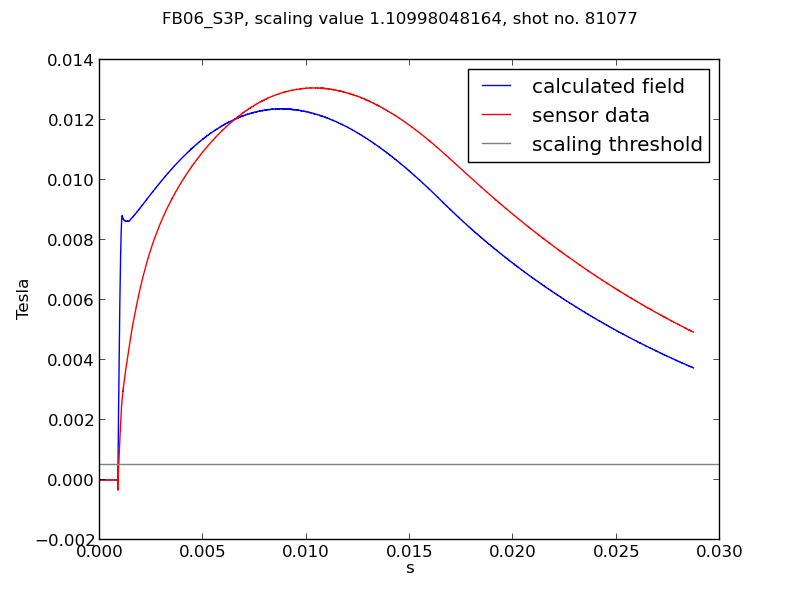 FB06_S3P, scaling value 1.10998048164, shot no. 81077
calculated field
sensor data
scaling threshold
Tesla
0.014
0.012
0.010
0.008
0.006
0.004
0.002
0.000
−0.002
0.000 0.005 0.010 0.015 0.020 0.025 0.030
s